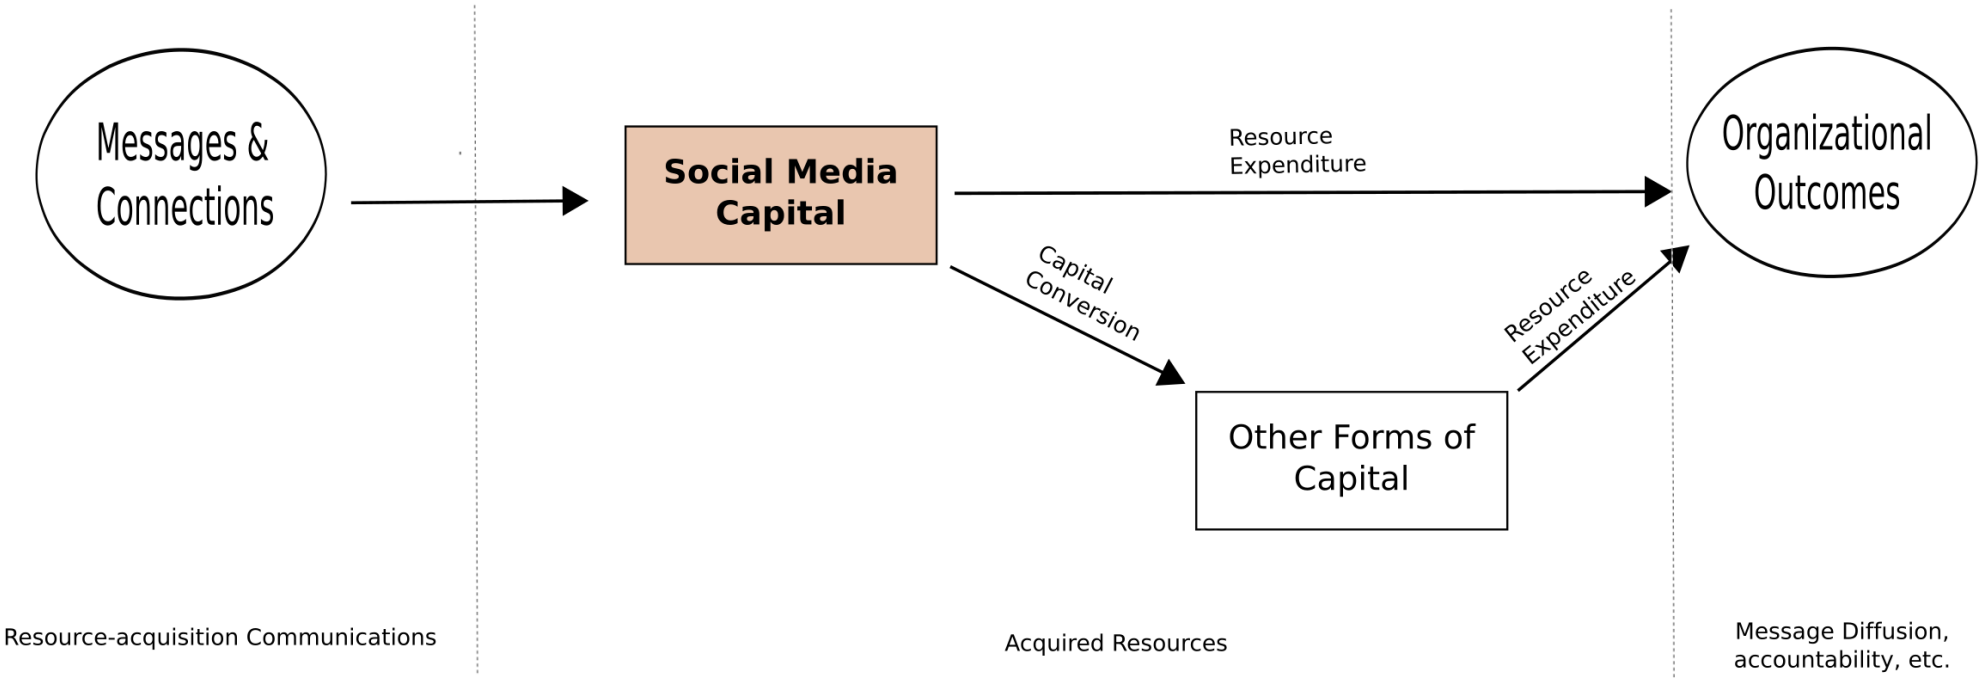 Messages &
Connections
Social Media
Capital
Resource
Expenditure
Organizational
Outcomes
Capital
Conversion
Resource
Expenditure
Other Forms of
Capital
Resource-acquisition Communications
Acquired Resources
Message Diffusion,
accountability, etc.